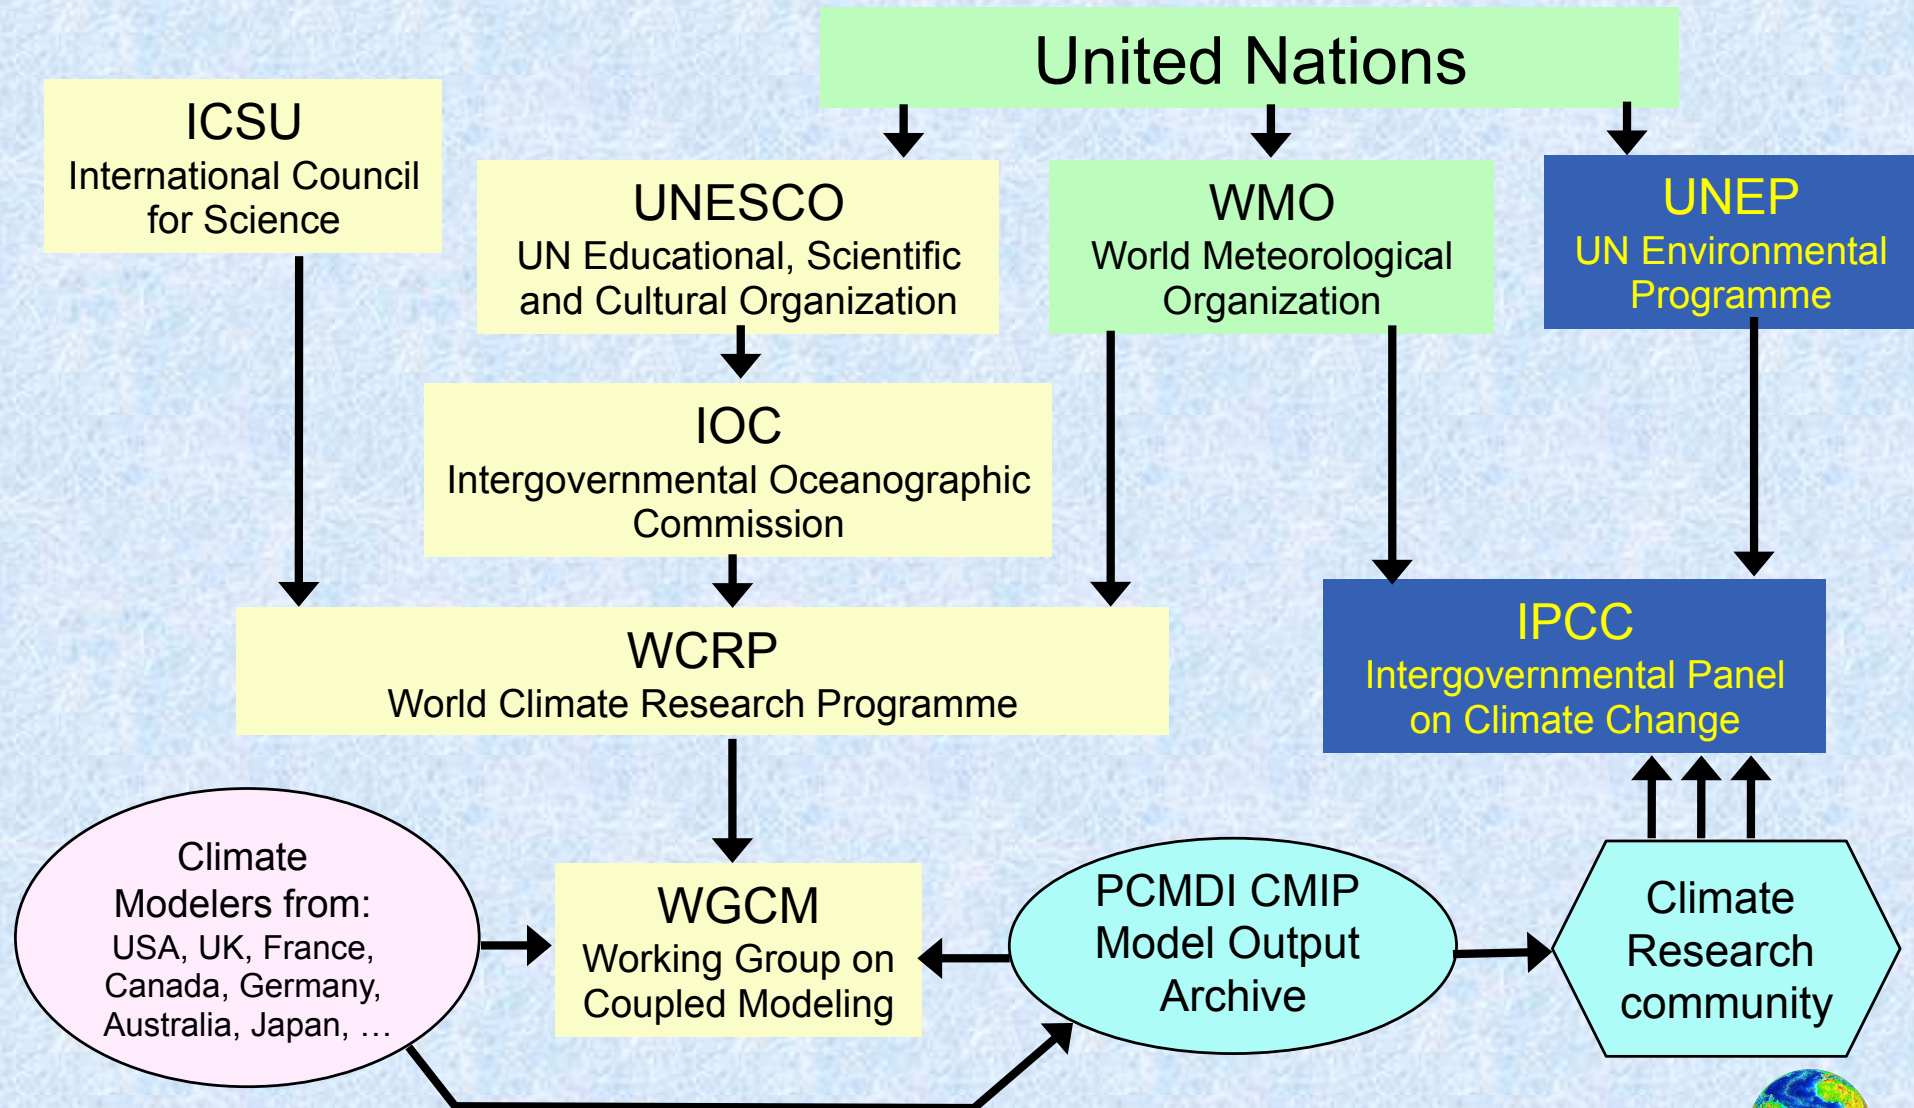 United Nations
ICSU
International Council
for Science
UNESCO
UN Educational, Scientific
and Cultural Organization
WMO
World Meteorological
Organization
UNEP
UN Environmental
Programme
IOC
Intergovernmental Oceanographic
Commission
WCRP
World Climate Research Programme
IPCC
Intergovernmental Panel
on Climate Change
Climate
Modelers from:
USA, UK, France,
Canada, Germany,
Australia, Japan, …
WGCM
Working Group on
Coupled Modeling
PCMDI CMIP
Model Output
Archive
Climate
Research
community